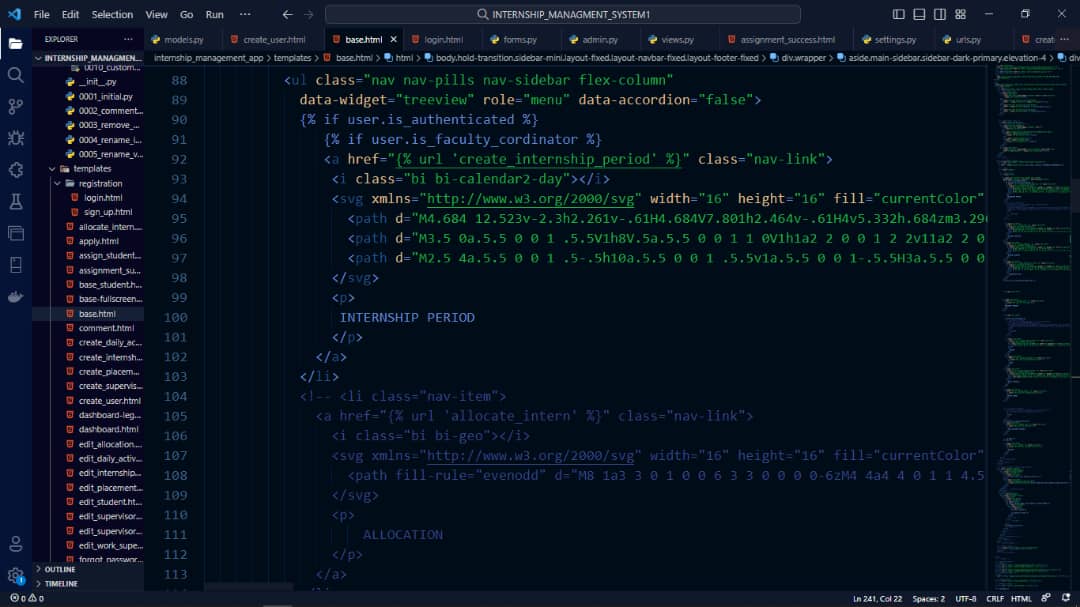 File Edit Selection View Go Run ··· INTERNSHIP_MANAGMENT_SYSTEM1
EXPLORER ···
models.py create_user.html base.html login.html forms.py admin.py views.py assignment_success.html settings.py urls.py creat ···
INTERNSHIP_MANAGMEN...
internship_management_app > templates > base.html > html > body.hold-transition.sidebar-mini.layout-fixed.layout-navbar-fixed.layout-footer-fixed > div.wrapper > aside.main-sidebar.sidebar-dark-primary.elevation-4 > div
0010_custom...
__init__.py
0001_initial.py
0002_comment...
0003_remove_...
0004_rename_i...
0005_rename_v...
templates
registration
login.html
sign_up.html
allocate_intern...
apply.html
assign_student...
assignment_su...
base_student.h...
base-fullscreen...
base.html
comment.html
create_daily_ac...
create_internsh...
create_placem...
create_supervis...
create_user.html
dashboard-leg...
dashboard.html
edit_allocation...
edit_daily_activ...
edit_internship...
edit_placement...
edit_student.ht...
edit_supervisor...
edit_supervisor...
edit_work_supe...
forgot_passwor...
OUTLINE
TIMELINE
88 <ul class="nav nav-pills nav-sidebar flex-column"
89 data-widget="treeview" role="menu" data-accordion="false">
90 {% if user.is_authenticated %}
91 {% if user.is_faculty_cordinator %}
92 <a href="{% url 'create_internship_period' %}" class="nav-link">
93 <i class="bi bi-calendar2-day"></i>
94 <svg xmlns="http://www.w3.org/2000/svg" width="16" height="16" fill="currentColor"
95 <path d="M4.684 12.523v-2.3h2.261v-.61H4.684V7.801h2.464v-.61H4v5.332h.684zm3.296
96 <path d="M3.5 0a.5.5 0 0 1 .5.5V1h8V.5a.5.5 0 0 1 1 0V1h1a2 2 0 0 1 2 2v11a2 2 0
97 <path d="M2.5 4a.5.5 0 0 1 .5-.5h10a.5.5 0 0 1 .5.5v1a.5.5 0 0 1-.5.5H3a.5.5 0 0
98 </svg>
99 <p>
100 INTERNSHIP PERIOD
101 </p>
102 </a>
103 </li>
104 <!-- <li class="nav-item">
105 <a href="{% url 'allocate_intern' %}" class="nav-link">
106 <i class="bi bi-geo"></i>
107 <svg xmlns="http://www.w3.org/2000/svg" width="16" height="16" fill="currentColor"
108 <path fill-rule="evenodd" d="M8 1a3 3 0 1 0 0 6 3 3 0 0 0 0-6zM4 4a4 4 0 1 1 4.5
109 </svg>
110 <p>
111 ALLOCATION
112 </p>
113 </a>
1 0 0 Ln 241, Col 22 Spaces: 2 UTF-8 CRLF HTML